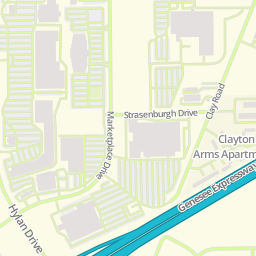 Strasenburgh Drive
Clay Road
Marketplace Drive
Clayton
Arms Apartm
Genesee Expressway
Hylan Drive